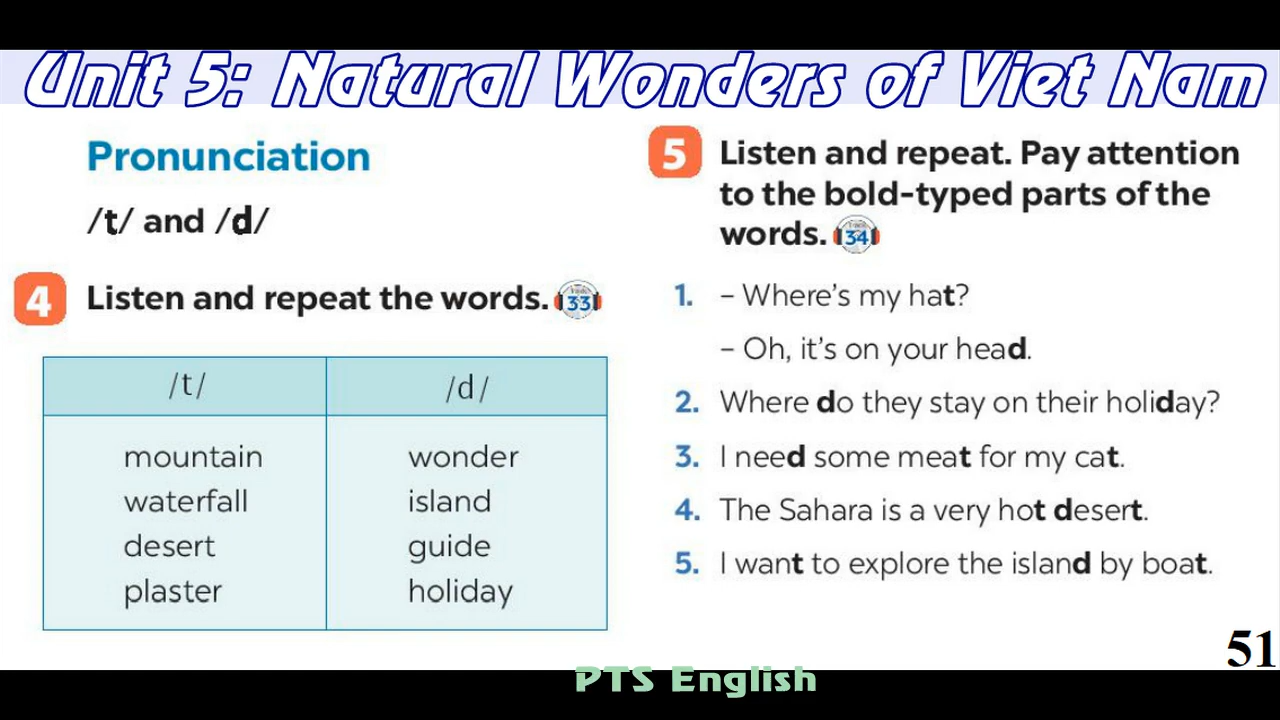 Unit 5: Natural Wonders of Viet Nam
Pronunciation
/t/ and /d/
4 Listen and repeat the words. 33
/t/ /d/
mountain wonder
waterfall island
desert guide
plaster holiday
5 Listen and repeat. Pay attention
to the bold-typed parts of the
words. 34
1. – Where's my hat?
– Oh, it's on your head.
2. Where do they stay on their holiday?
3. I need some meat for my cat.
4. The Sahara is a very hot desert.
5. I want to explore the island by boat.
51
PTS English